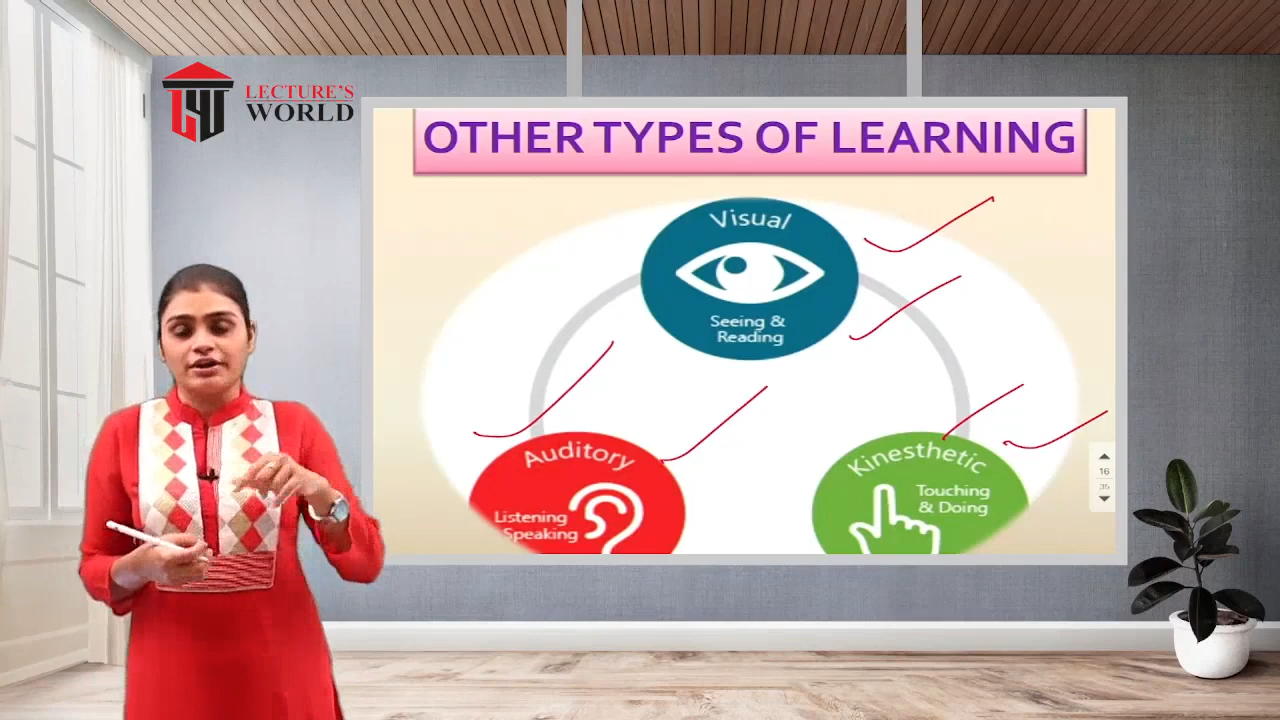 LECTURE'S
WORLD
OTHER TYPES OF LEARNING
Visual
Seeing &
Reading
Auditory
Listening
Speaking
Kinesthetic
Touching
& Doing
16
35